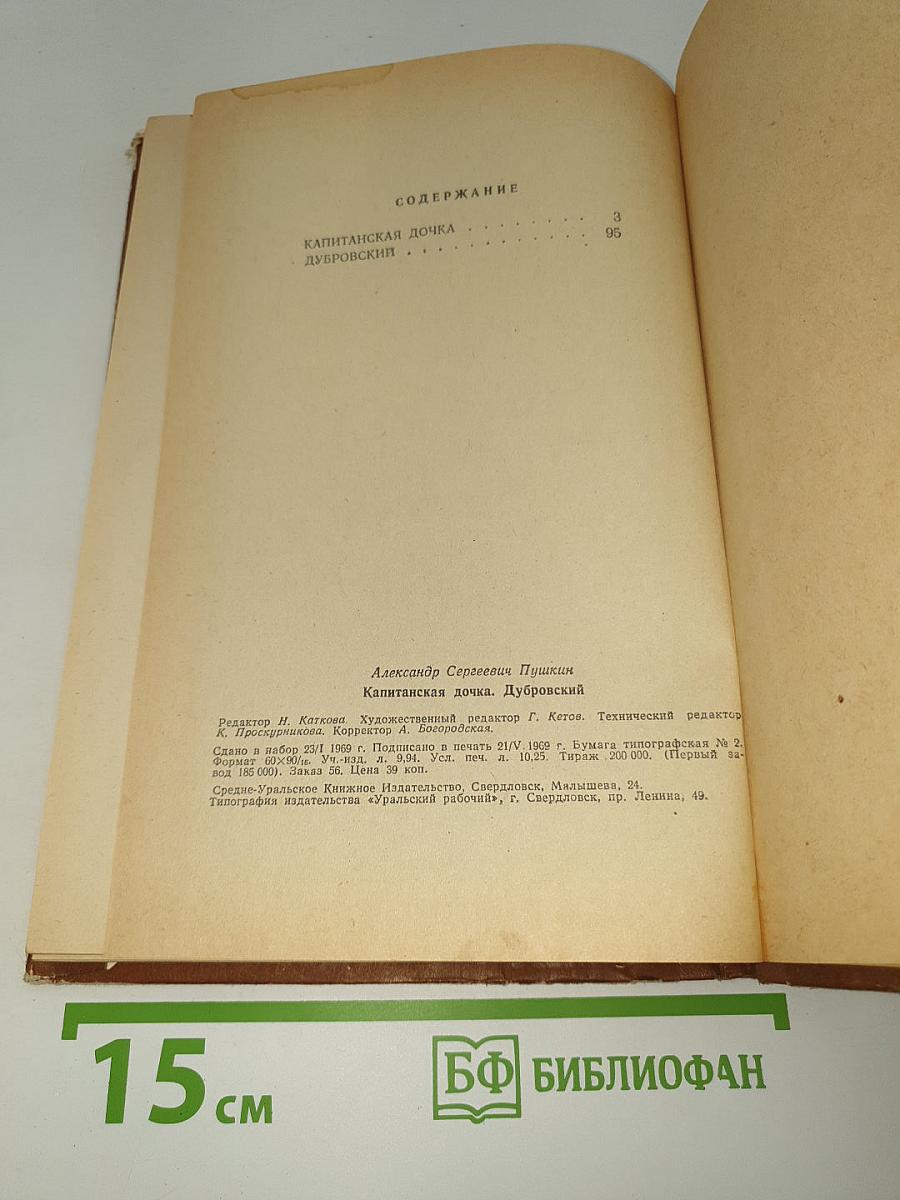 СОДЕРЖАНИЕ
КАПИТАНСКАЯ ДОЧКА . . . . . . . . 3
ДУБРОВСКИЙ . . . . . . . . . . . . 95
Александр Сергеевич Пушкин
Капитанская дочка. Дубровский
Редактор Н. Каткова. Художественный редактор Г. Кетов. Технический редактор
К. Проскурникова. Корректор А. Богородская.
Сдано в набор 23/I 1969 г. Подписано в печать 21/V 1969 г. Бумага типографская № 2.
Формат 60×90/16. Уч.-изд. л. 9,94. Усл. печ. л. 10,25. Тираж 200 000. (Первый за-
вод 185 000). Заказ 56. Цена 39 коп.
Средне-Уральское Книжное Издательство, Свердловск, Малышева, 24.
Типография издательства «Уральский рабочий», г. Свердловск, пр. Ленина, 49.
15 см
БФ БИБЛИОФАН